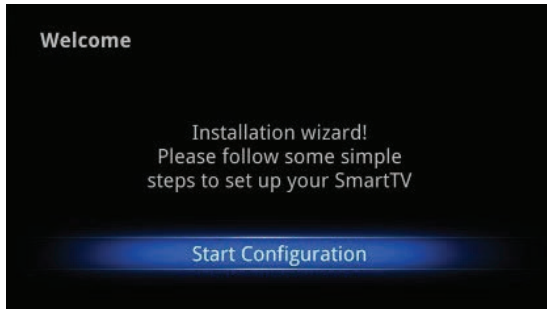 Welcome
Installation wizard!
Please follow some simple
steps to set up your SmartTV
Start Configuration